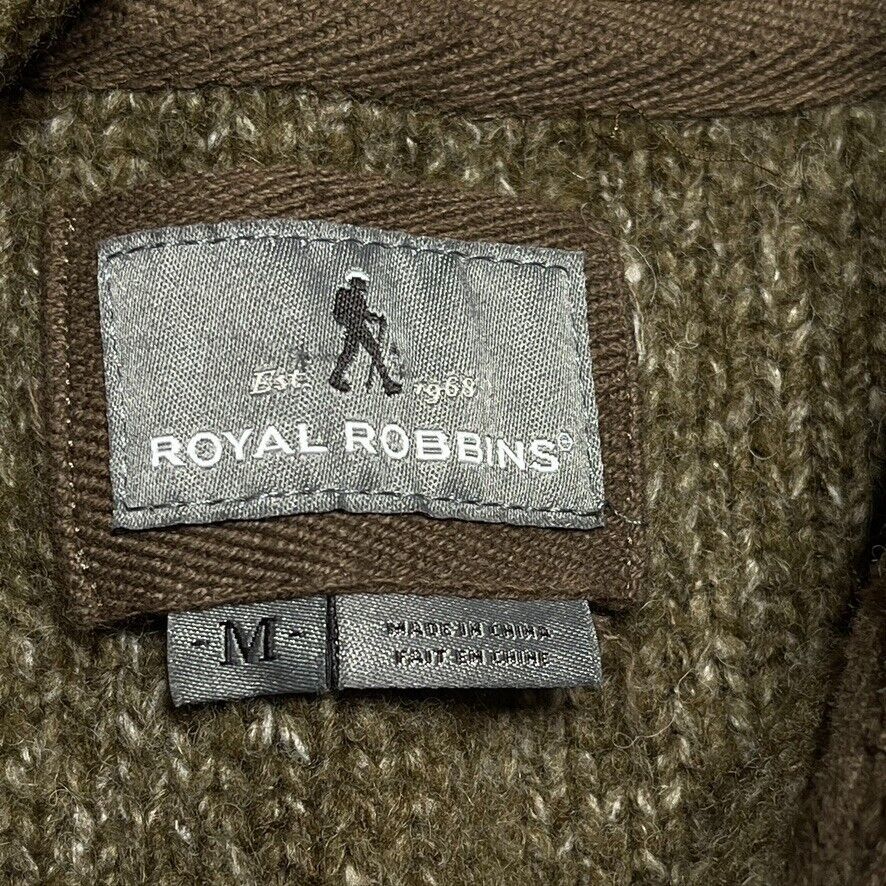 Est. 1968
ROYAL ROBBINS®
-M-
MADE IN CHINA
FAIT EN CHINE